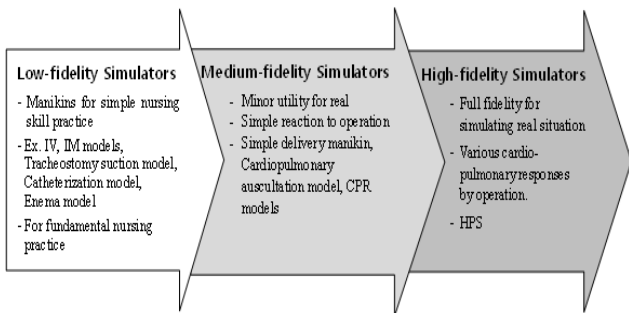 Low-fidelity Simulators
- Manikins for simple nursing
skill practice
- Ex. IV, IM models,
Tracheostomy suction model,
Catheterization model,
Enema model
- For fundamental nursing
practice
Medium-fidelity Simulators
- Minor utility for real
- Simple reaction to operation
- Simple delivery manikin,
Cardiopulmonary
auscultation model, CPR
models
High-fidelity Simulators
- Full fidelity for
simulating real situation
- Various cardio-
pulmonary responses
by operation.
- HPS